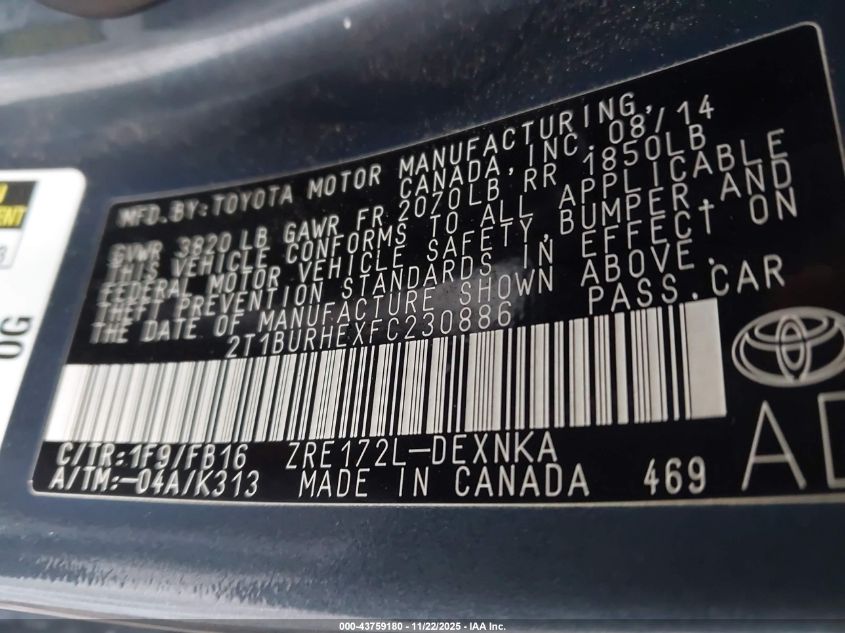 MFD. BY: TOYOTA MOTOR MANUFACTURING,
CANADA, INC. 08/14
GVWR 3820 LB GAWR FR 2070LB RR 1850LB
THIS VEHICLE CONFORMS TO ALL APPLICABLE
FEDERAL MOTOR VEHICLE SAFETY, BUMPER, AND
THEFT PREVENTION STANDARDS IN EFFECT ON
THE DATE OF MANUFACTURE SHOWN ABOVE.
2T1BURHEXFC230886 PASS. CAR
C/TR: 1F9/FB16 ZRE172L-DEXNKA
A/TM: -04A/K313 MADE IN CANADA 469
OG
000-43759180 - 11/22/2025 - IAA Inc.